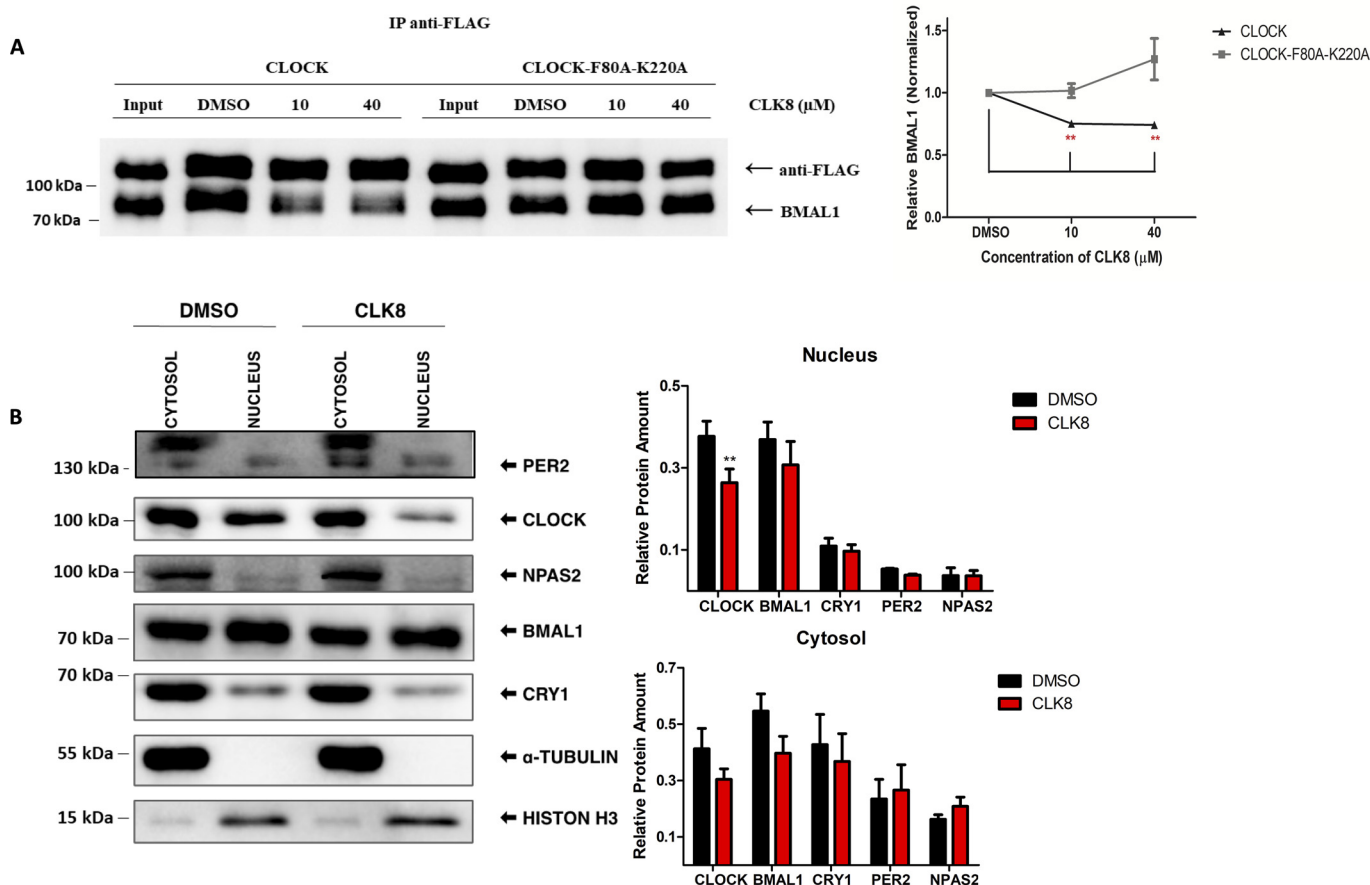 A
IP anti-FLAG
CLOCK
CLOCK-F80A-K220A
Input DMSO 10 40 Input DMSO 10 40 CLK8 (μM)
100 kDa
70 kDa
← anti-FLAG
← BMAL1
Relative BMAL1 (Normalized)
1.5
1.0
0.5
0.0
** **
DMSO 10 40
Concentration of CLK8 (μM)
CLOCK
CLOCK-F80A-K220A
B
DMSO CLK8
CYTOSOL NUCLEUS CYTOSOL NUCLEUS
130 kDa PER2
100 kDa CLOCK
100 kDa NPAS2
70 kDa BMAL1
70 kDa
CRY1
55 kDa α-TUBULIN
15 kDa HISTON H3
Nucleus
Relative Protein Amount
0.5
0.3
0.1
**
CLOCK BMAL1 CRY1 PER2 NPAS2
DMSO
CLK8
Cytosol
Relative Protein Amount
0.7
0.5
0.3
0.1
CLOCK BMAL1 CRY1 PER2 NPAS2
DMSO
CLK8